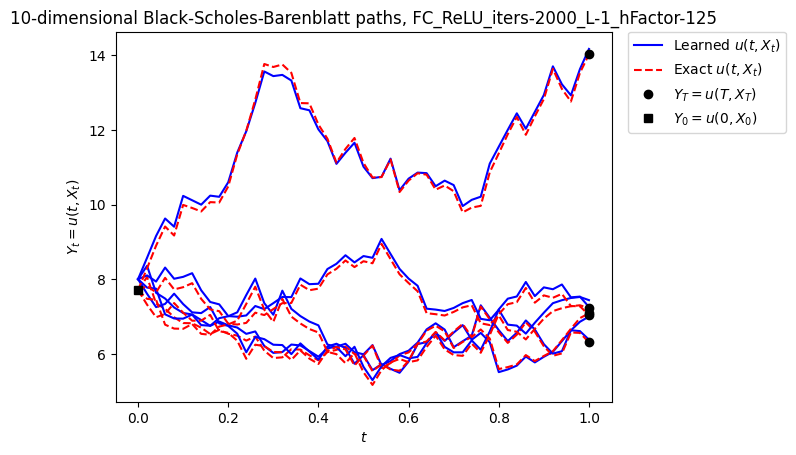 10-dimensional Black-Scholes-Barenblatt paths, FC_ReLU_iters-2000_L-1_hFactor-125
Learned u(t, X_t)
Exact u(t, X_t)
Y_T = u(T, X_T)
Y_0 = u(0, X_0)
Y_t = u(t, X_t)
14
12
10
8
6
0.0 0.2 0.4 0.6 0.8 1.0
t